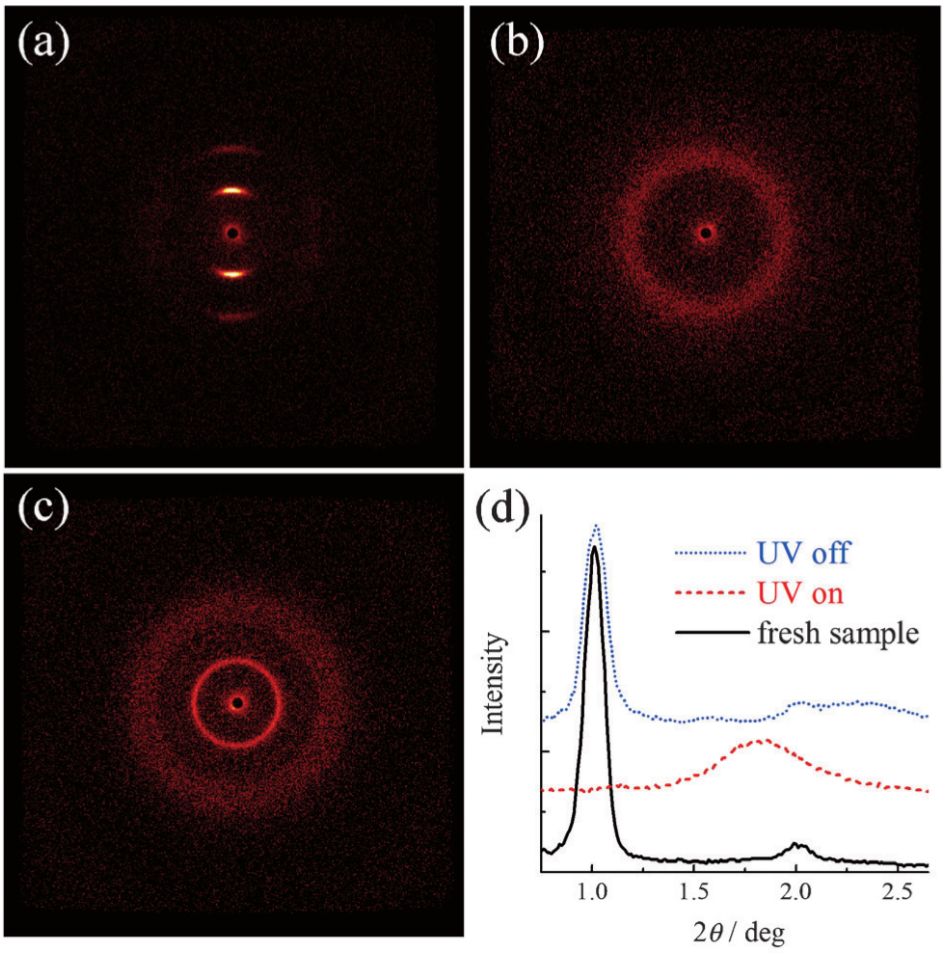 (a)
(b)
(c)
(d)
UV off
UV on
fresh sample
Intensity
1.0 1.5 2.0 2.5
2θ / deg